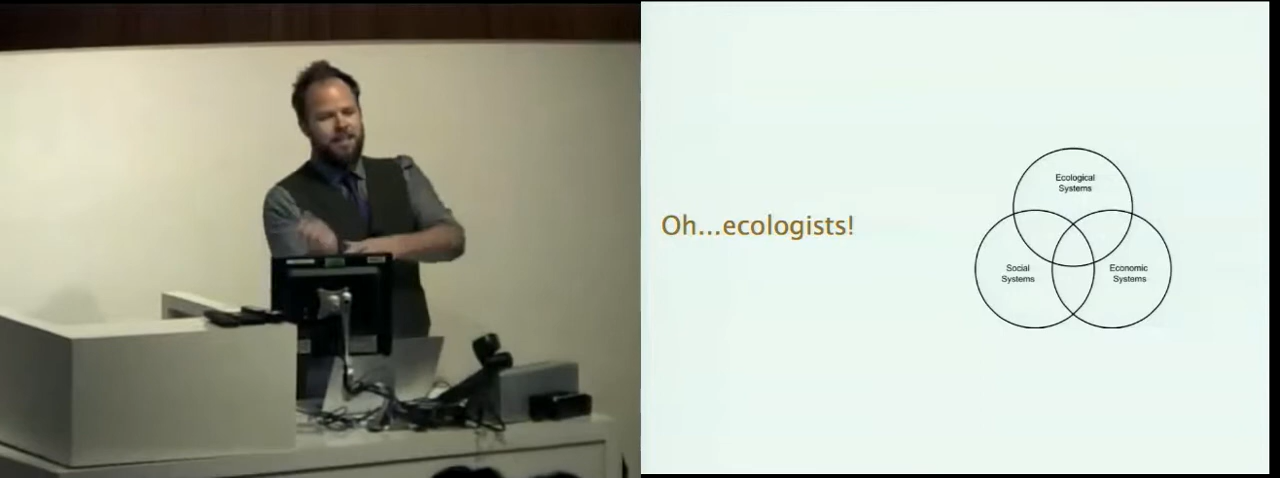 Oh...ecologists!
Ecological
Systems
Social
Systems
Economic
Systems